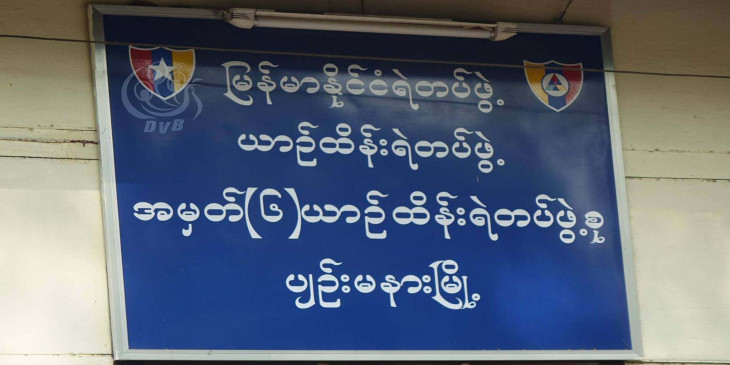 မြန်မာနိုင်ငံရဲတပ်ဖွဲ့
ယာဉ်ထိန်းရဲတပ်ဖွဲ့
အမှတ်(၆)ယာဉ်ထိန်းရဲတပ်ဖွဲ့စု
ပျဉ်းမနားမြို့
DVB